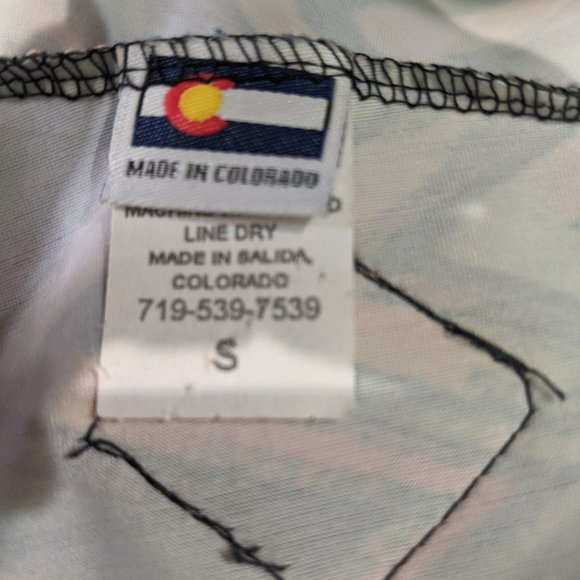 MADE IN COLORADO
LINE DRY
MADE IN SALIDA,
COLORADO
719-539-7539
S